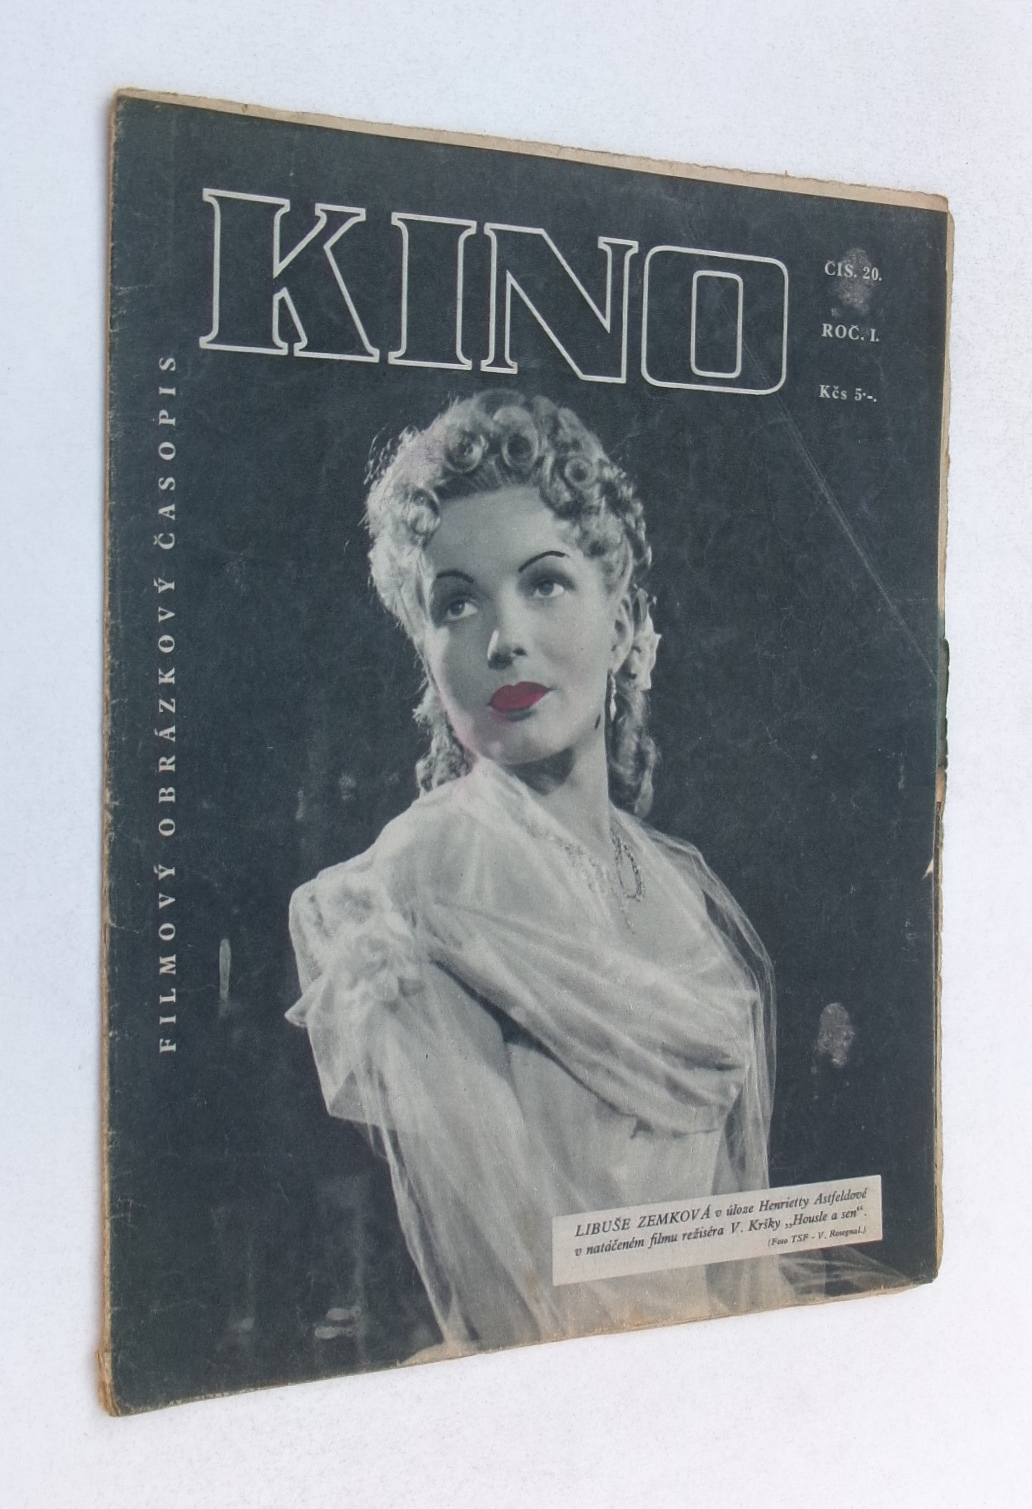 KINO
ČÍS. 20.
ROČ. I.
Kčs 5·-.
FILMOVÝ OBRÁZKOVÝ ČASOPIS
LIBUŠE ZEMKOVÁ v úloze Henrietty Astfeldové
v natáčeném filmu režiséra V. Kršky „Housle a sen“.
(Foto TSF - V. Rosegnal.)